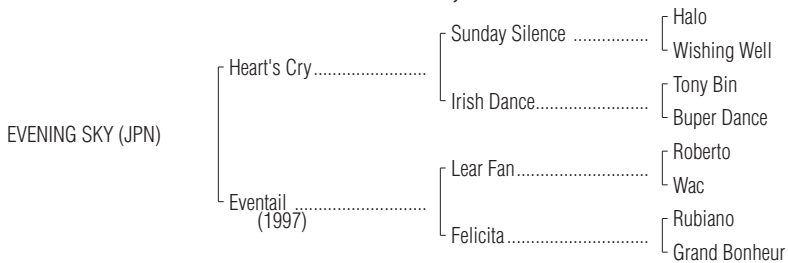 Halo
Sunday Silence ................
Wishing Well
Heart's Cry........................
Tony Bin
Irish Dance........................
Buper Dance
EVENING SKY (JPN)
Roberto
Lear Fan............................
Wac
Eventail ............................
(1997)
Rubiano
Felicita..............................
Grand Bonheur